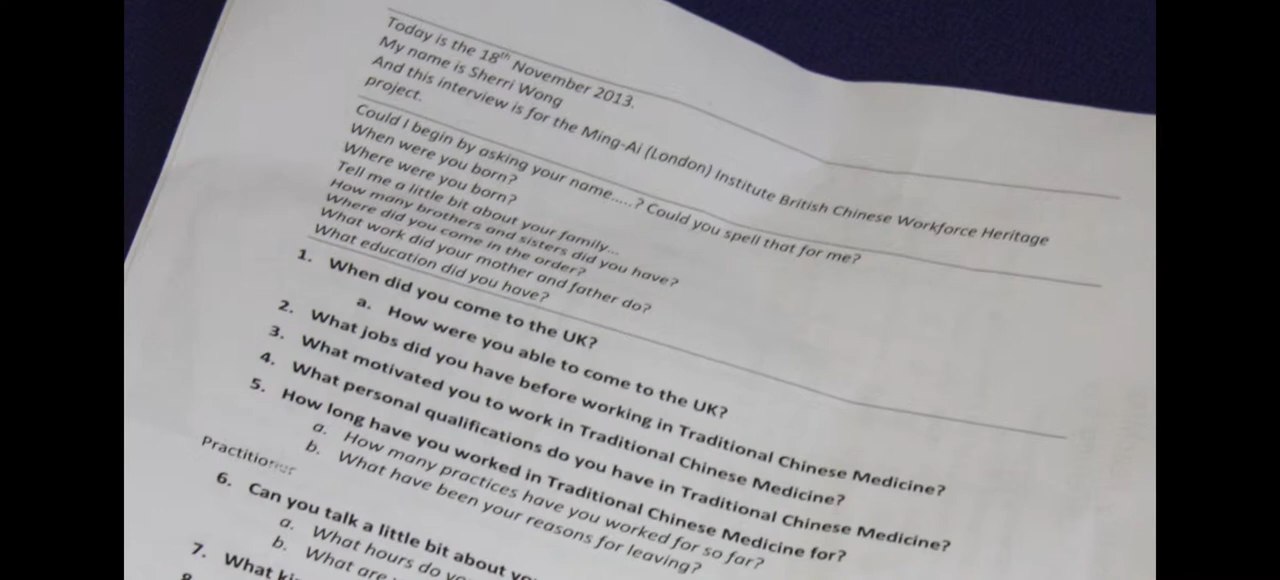 Today is the 18th November 2013.
My name is Sherri Wong
And this interview is for the Ming-Ai (London) Institute British Chinese Workforce Heritage
project.
Could I begin by asking your name.....? Could you spell that for me?
When were you born?
Where were you born?
Tell me a little bit about your family...
How many brothers and sisters did you have?
Where did you come in the order?
What work did your mother and father do?
What education did you have?
1. When did you come to the UK?
a. How were you able to come to the UK?
2. What jobs did you have before working in Traditional Chinese Medicine?
3. What motivated you to work in Traditional Chinese Medicine?
4. What personal qualifications do you have in Traditional Chinese Medicine?
5. How long have you worked in Traditional Chinese Medicine for?
a. How many practices have you worked for so far?
b. What have been your reasons for leaving?
Practitioner
6. Can you talk a little bit about
a. What hours do
b. What are
7. What